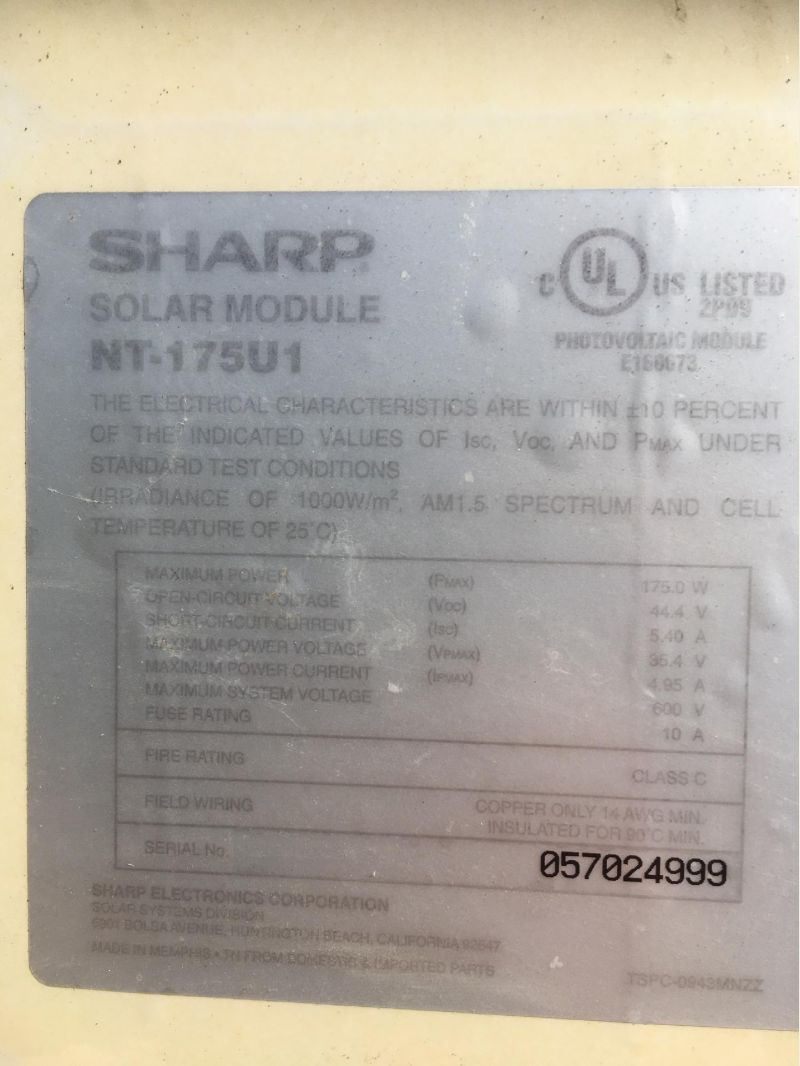 SHARP
SOLAR MODULE
NT-175U1
C UL US LISTED
2P09
PHOTOVOLTAIC MODULE
THE ELECTRICAL CHARACTERISTICS ARE WITHIN ±10 PERCENT
OF THE INDICATED VALUES OF Isc, Voc, AND PMAX UNDER
STANDARD TEST CONDITIONS
(IRRADIANCE OF 1000W/m², AM1.5 SPECTRUM AND CELL
TEMPERATURE OF 25°C)
MAXIMUM POWER (PMAX) 175.0 W
OPEN-CIRCUIT VOLTAGE (Voc) 44.4 V
SHORT-CIRCUIT CURRENT (Isc) 5.40 A
MAXIMUM POWER VOLTAGE (VPMAX) 35.4 V
MAXIMUM POWER CURRENT (IPMAX) 4.95 A
MAXIMUM SYSTEM VOLTAGE 600 V
FUSE RATING 10 A
FIRE RATING CLASS C
FIELD WIRING COPPER ONLY 14 AWG MIN.
INSULATED FOR 90°C MIN.
SERIAL No. 057024999
SHARP ELECTRONICS CORPORATION
SOLAR SYSTEMS DIVISION
5901 BOLSA AVENUE, HUNTINGTON BEACH, CALIFORNIA 92647
MADE IN MEMPHIS • TN FROM DOMESTIC & IMPORTED PARTS
TSPC-0943MNZZ